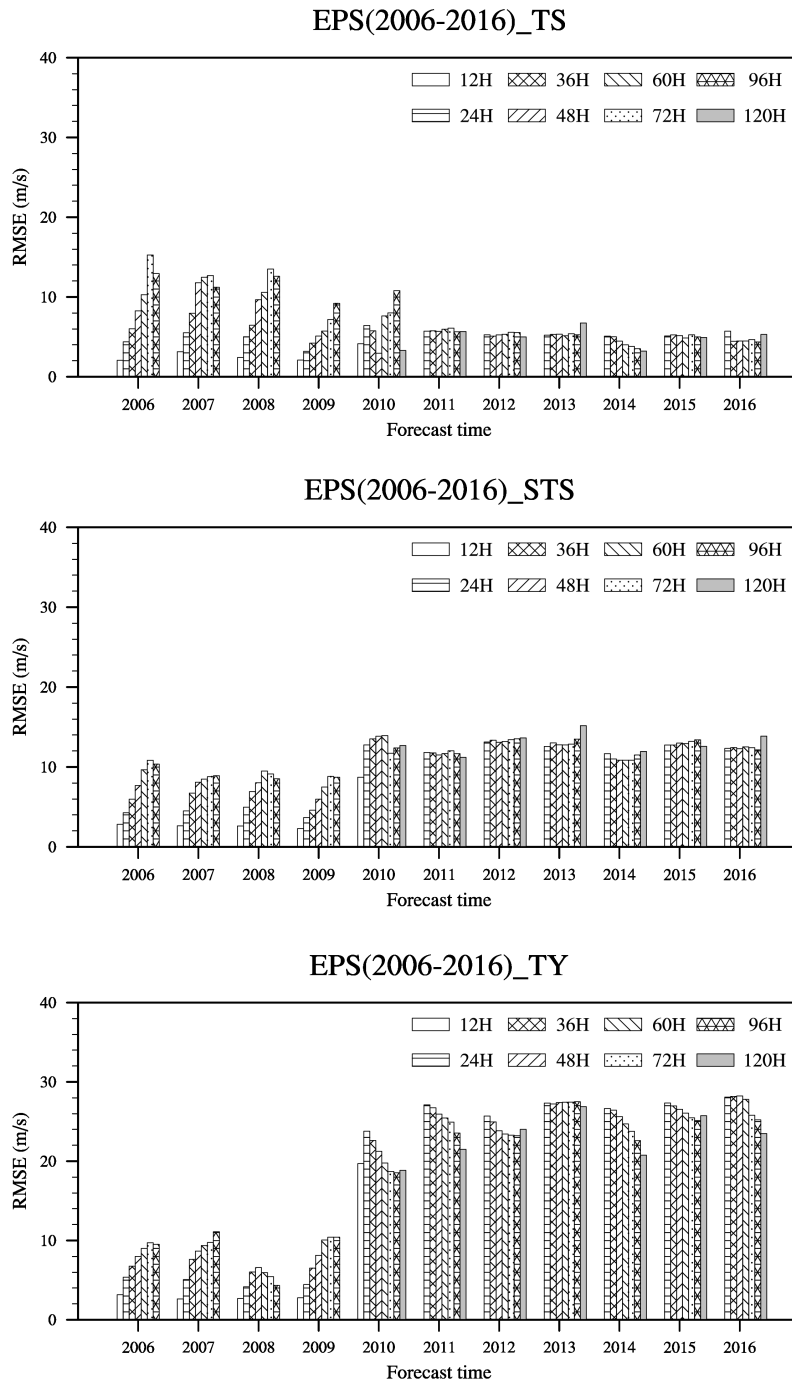 EPS(2006-2016)_TS
40
30
20
10
0
RMSE (m/s)
12H 36H 60H 96H
24H 48H 72H 120H
2006 2007 2008 2009 2010 2011 2012 2013 2014 2015 2016
Forecast time
EPS(2006-2016)_STS
40
30
20
10
0
RMSE (m/s)
12H 36H 60H 96H
24H 48H 72H 120H
2006 2007 2008 2009 2010 2011 2012 2013 2014 2015 2016
Forecast time
EPS(2006-2016)_TY
40
30
20
10
0
RMSE (m/s)
12H 36H 60H 96H
24H 48H 72H 120H
2006 2007 2008 2009 2010 2011 2012 2013 2014 2015 2016
Forecast time